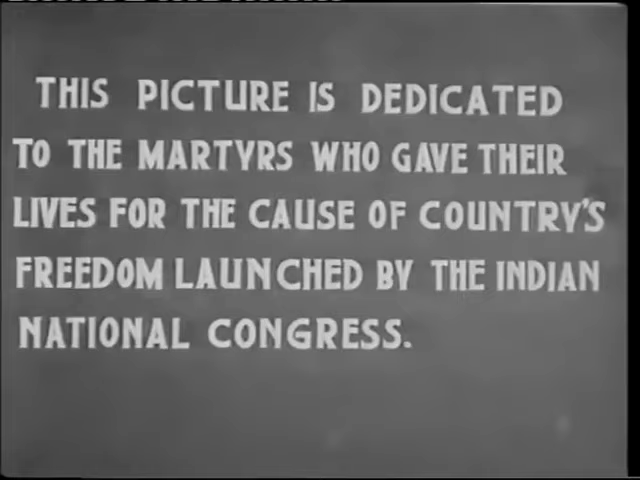 THIS PICTURE IS DEDICATED
TO THE MARTYRS WHO GAVE THEIR
LIVES FOR THE CAUSE OF COUNTRY'S
FREEDOM LAUNCHED BY THE INDIAN
NATIONAL CONGRESS.